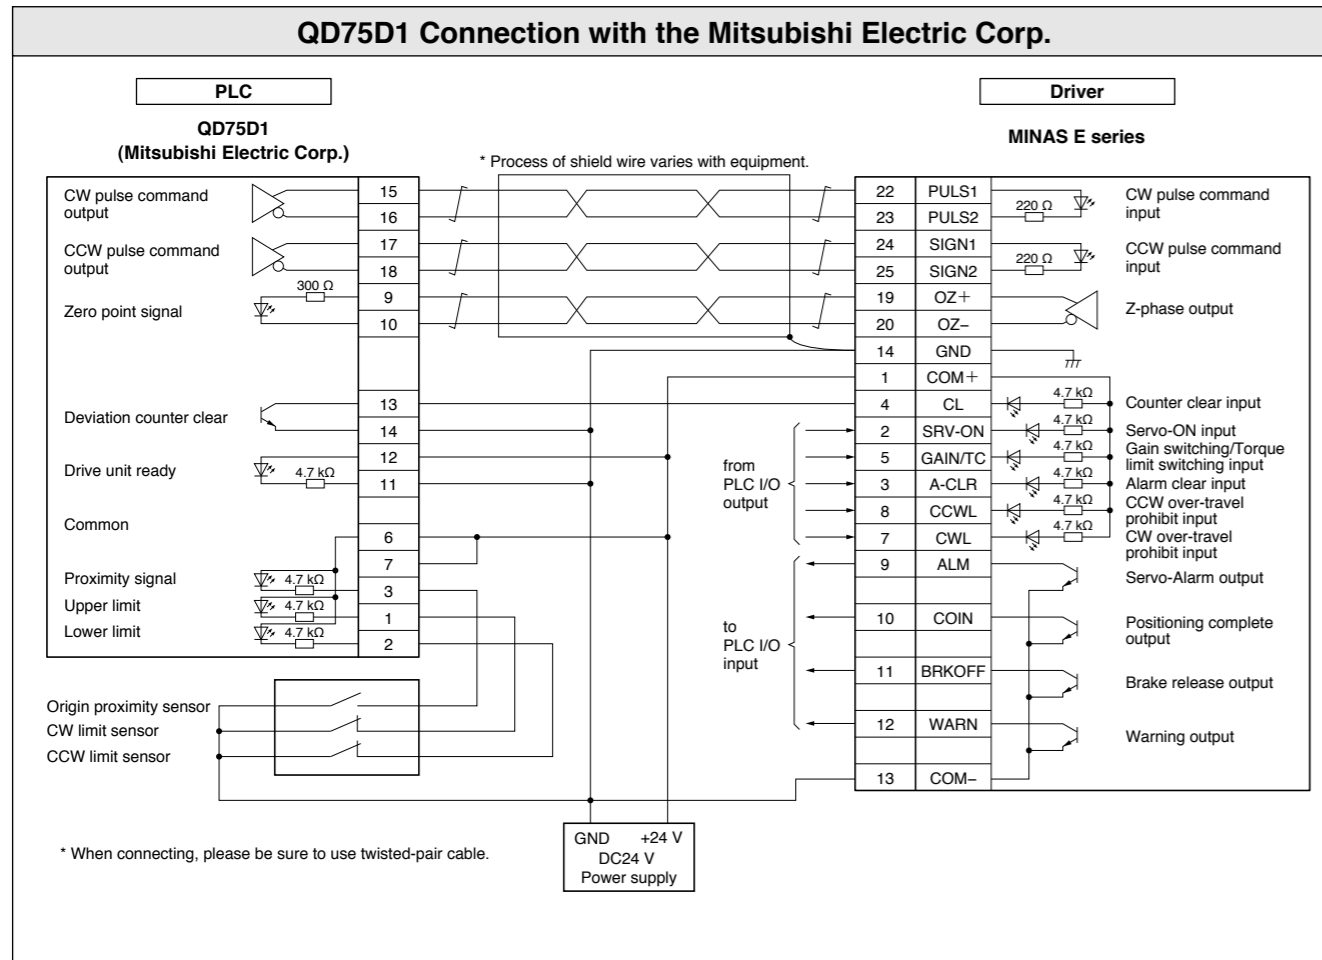 QD75D1 Connection with the Mitsubishi Electric Corp.
PLC
QD75D1
(Mitsubishi Electric Corp.)
Driver
MINAS E series
* Process of shield wire varies with equipment.
CW pulse command
output
15
16
CCW pulse command
output
17
18
Zero point signal
300 Ω
9
10
Deviation counter clear
13
14
Drive unit ready
4.7 kΩ
12
11
Common
6
7
Proximity signal
4.7 kΩ
3
Upper limit
4.7 kΩ
1
Lower limit
4.7 kΩ
2
Origin proximity sensor
CW limit sensor
CCW limit sensor
22 PULS1
23 PULS2
220 Ω
CW pulse command
input
24 SIGN1
25 SIGN2
220 Ω
CCW pulse command
input
19 OZ+
20 OZ−
Z-phase output
14 GND
1 COM+
4 CL 4.7 kΩ Counter clear input
2 SRV-ON 4.7 kΩ Servo-ON input
5 GAIN/TC 4.7 kΩ Gain switching/Torque
limit switching input
3 A-CLR 4.7 kΩ Alarm clear input
8 CCWL 4.7 kΩ CCW over-travel
prohibit input
7 CWL 4.7 kΩ CW over-travel
prohibit input
from
PLC I/O
output
9 ALM Servo-Alarm output
10 COIN Positioning complete
output
11 BRKOFF Brake release output
12 WARN Warning output
13 COM−
to
PLC I/O
input
GND +24 V
DC24 V
Power supply
* When connecting, please be sure to use twisted-pair cable.